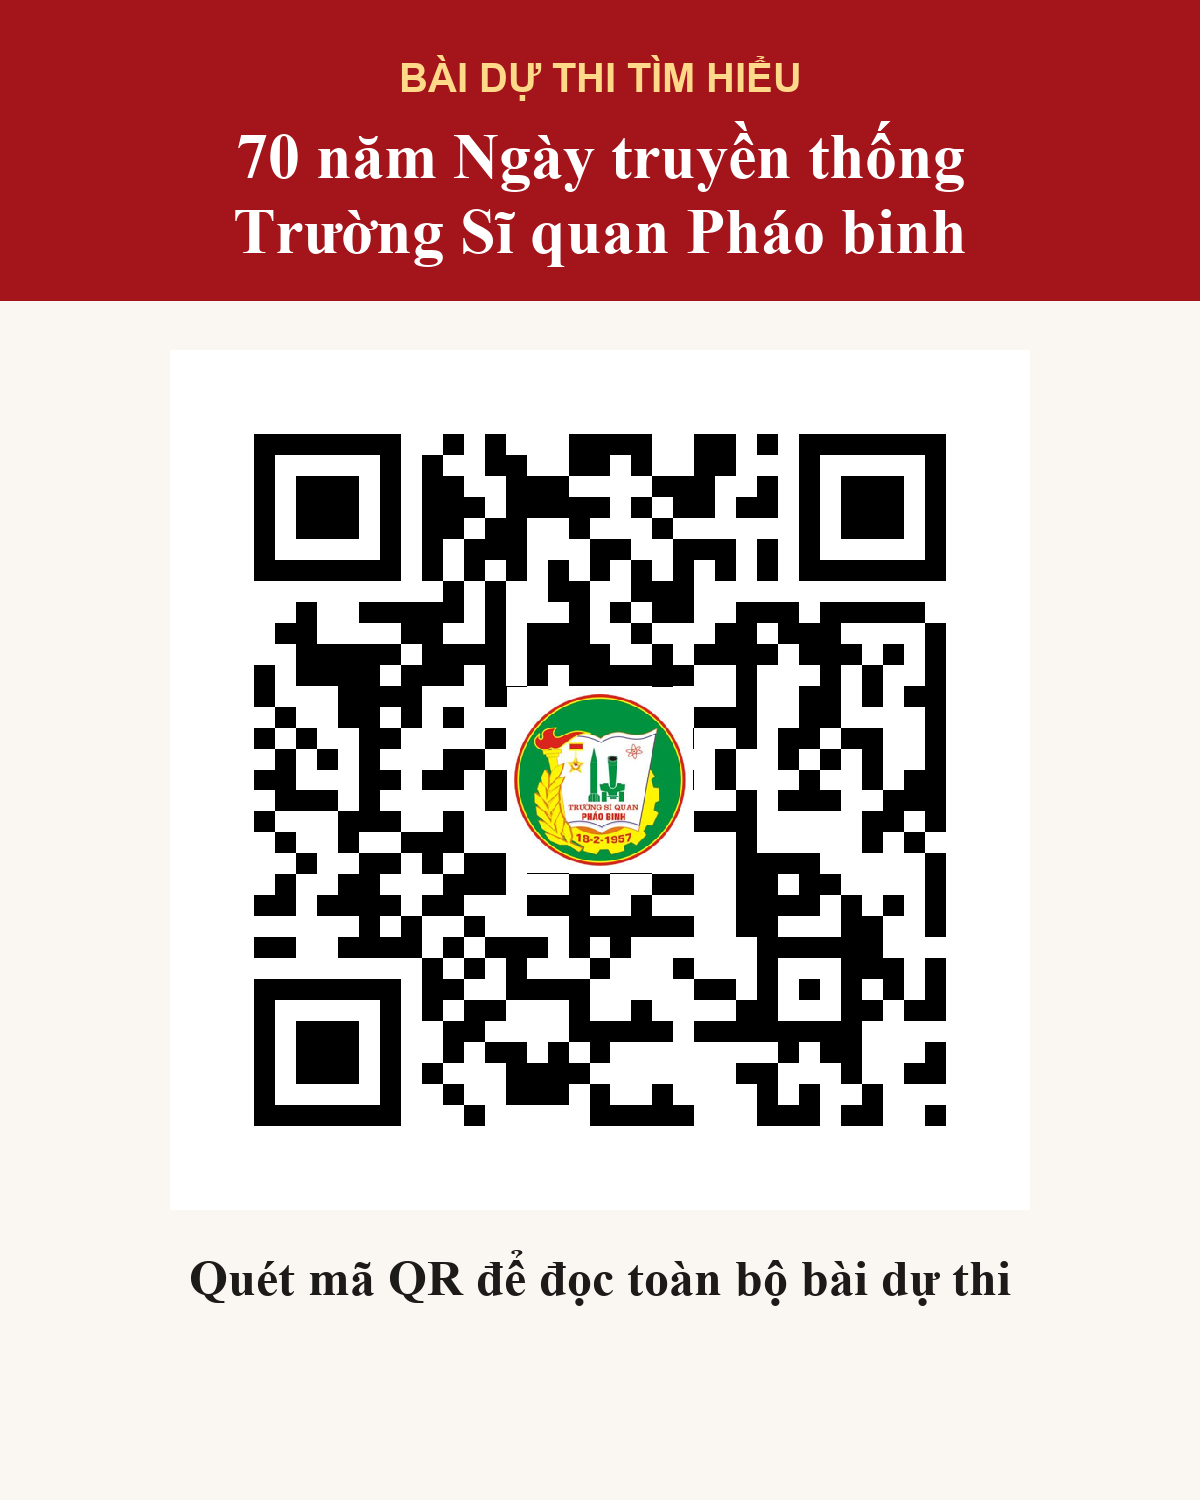 BÀI DỰ THI TÌM HIỂU
70 năm Ngày truyền thống
Trường Sĩ quan Pháo binh
TRƯỜNG SĨ QUAN
PHÁO BINH
18-2-1957
Quét mã QR để đọc toàn bộ bài dự thi